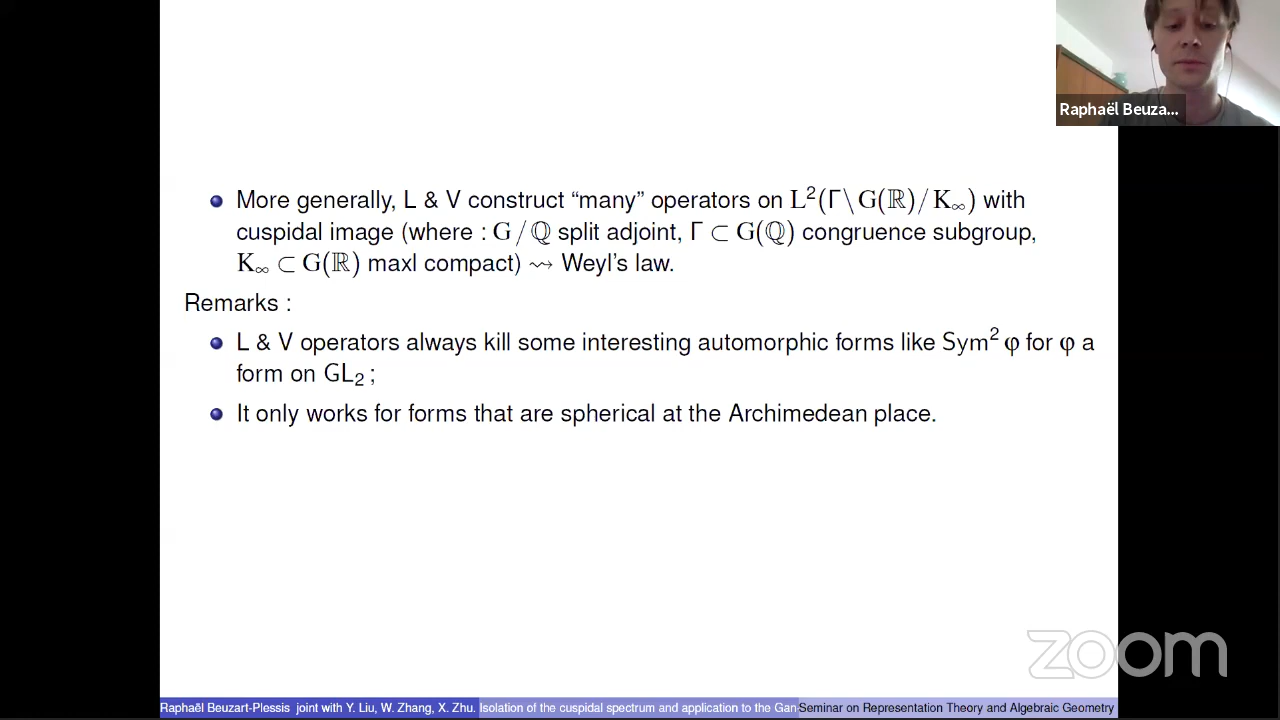 Raphaël Beuza...
More generally, L & V construct “many” operators on L²(Γ\G(ℝ)/K∞) with
cuspidal image (where : G/ℚ split adjoint, Γ ⊂ G(ℚ) congruence subgroup,
K∞ ⊂ G(ℝ) maxl compact) ⇝ Weyl’s law.
Remarks :
L & V operators always kill some interesting automorphic forms like Sym² φ for φ a
form on GL₂ ;
It only works for forms that are spherical at the Archimedean place.
zoom
Raphaël Beuzart-Plessis joint with Y. Liu, W. Zhang, X. Zhu. Isolation of the cuspidal spectrum and application to the Gan- Seminar on Representation Theory and Algebraic Geometry